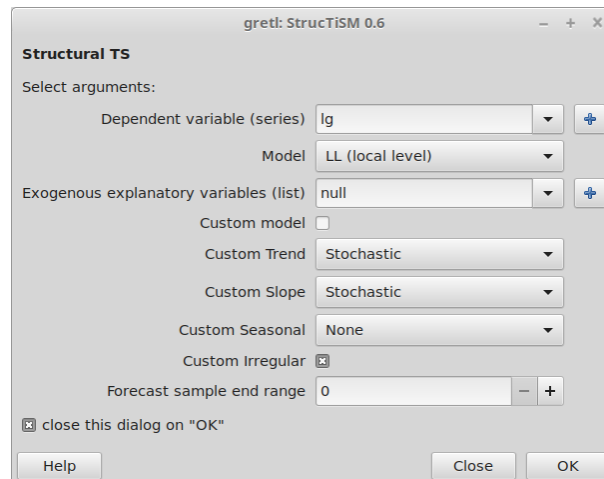 gretl: StrucTiSM 0.6
Structural TS
Select arguments:
Dependent variable (series) lg
Model LL (local level)
Exogenous explanatory variables (list) null
Custom model
Custom Trend Stochastic
Custom Slope Stochastic
Custom Seasonal None
Custom Irregular
Forecast sample end range 0
close this dialog on "OK"
Help Close OK